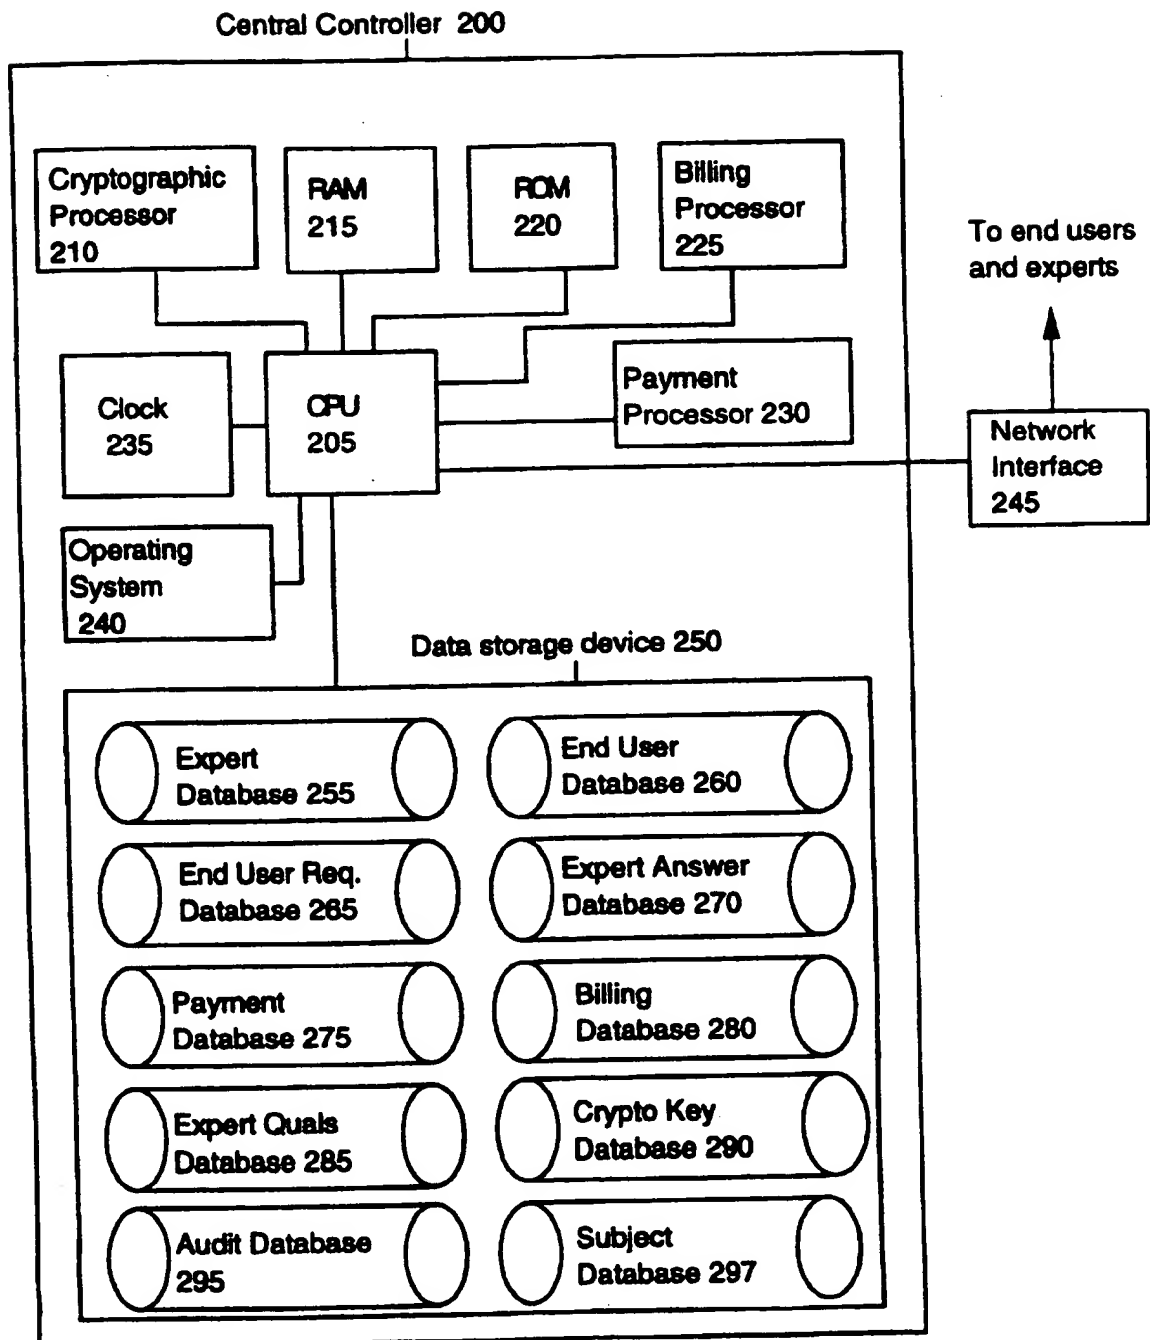 Central Controller 200
Cryptographic
Processor
210
RAM
215
ROM
220
Billing
Processor
225
To end users
and experts
Clock
235
CPU
205
Payment
Processor 230
Network
Interface
245
Operating
System
240
Data storage device 250
Expert
Database 255
End User
Database 260
End User Req.
Database 265
Expert Answer
Database 270
Payment
Database 275
Billing
Database 280
Expert Quals
Database 285
Crypto Key
Database 290
Audit Database
295
Subject
Database 297